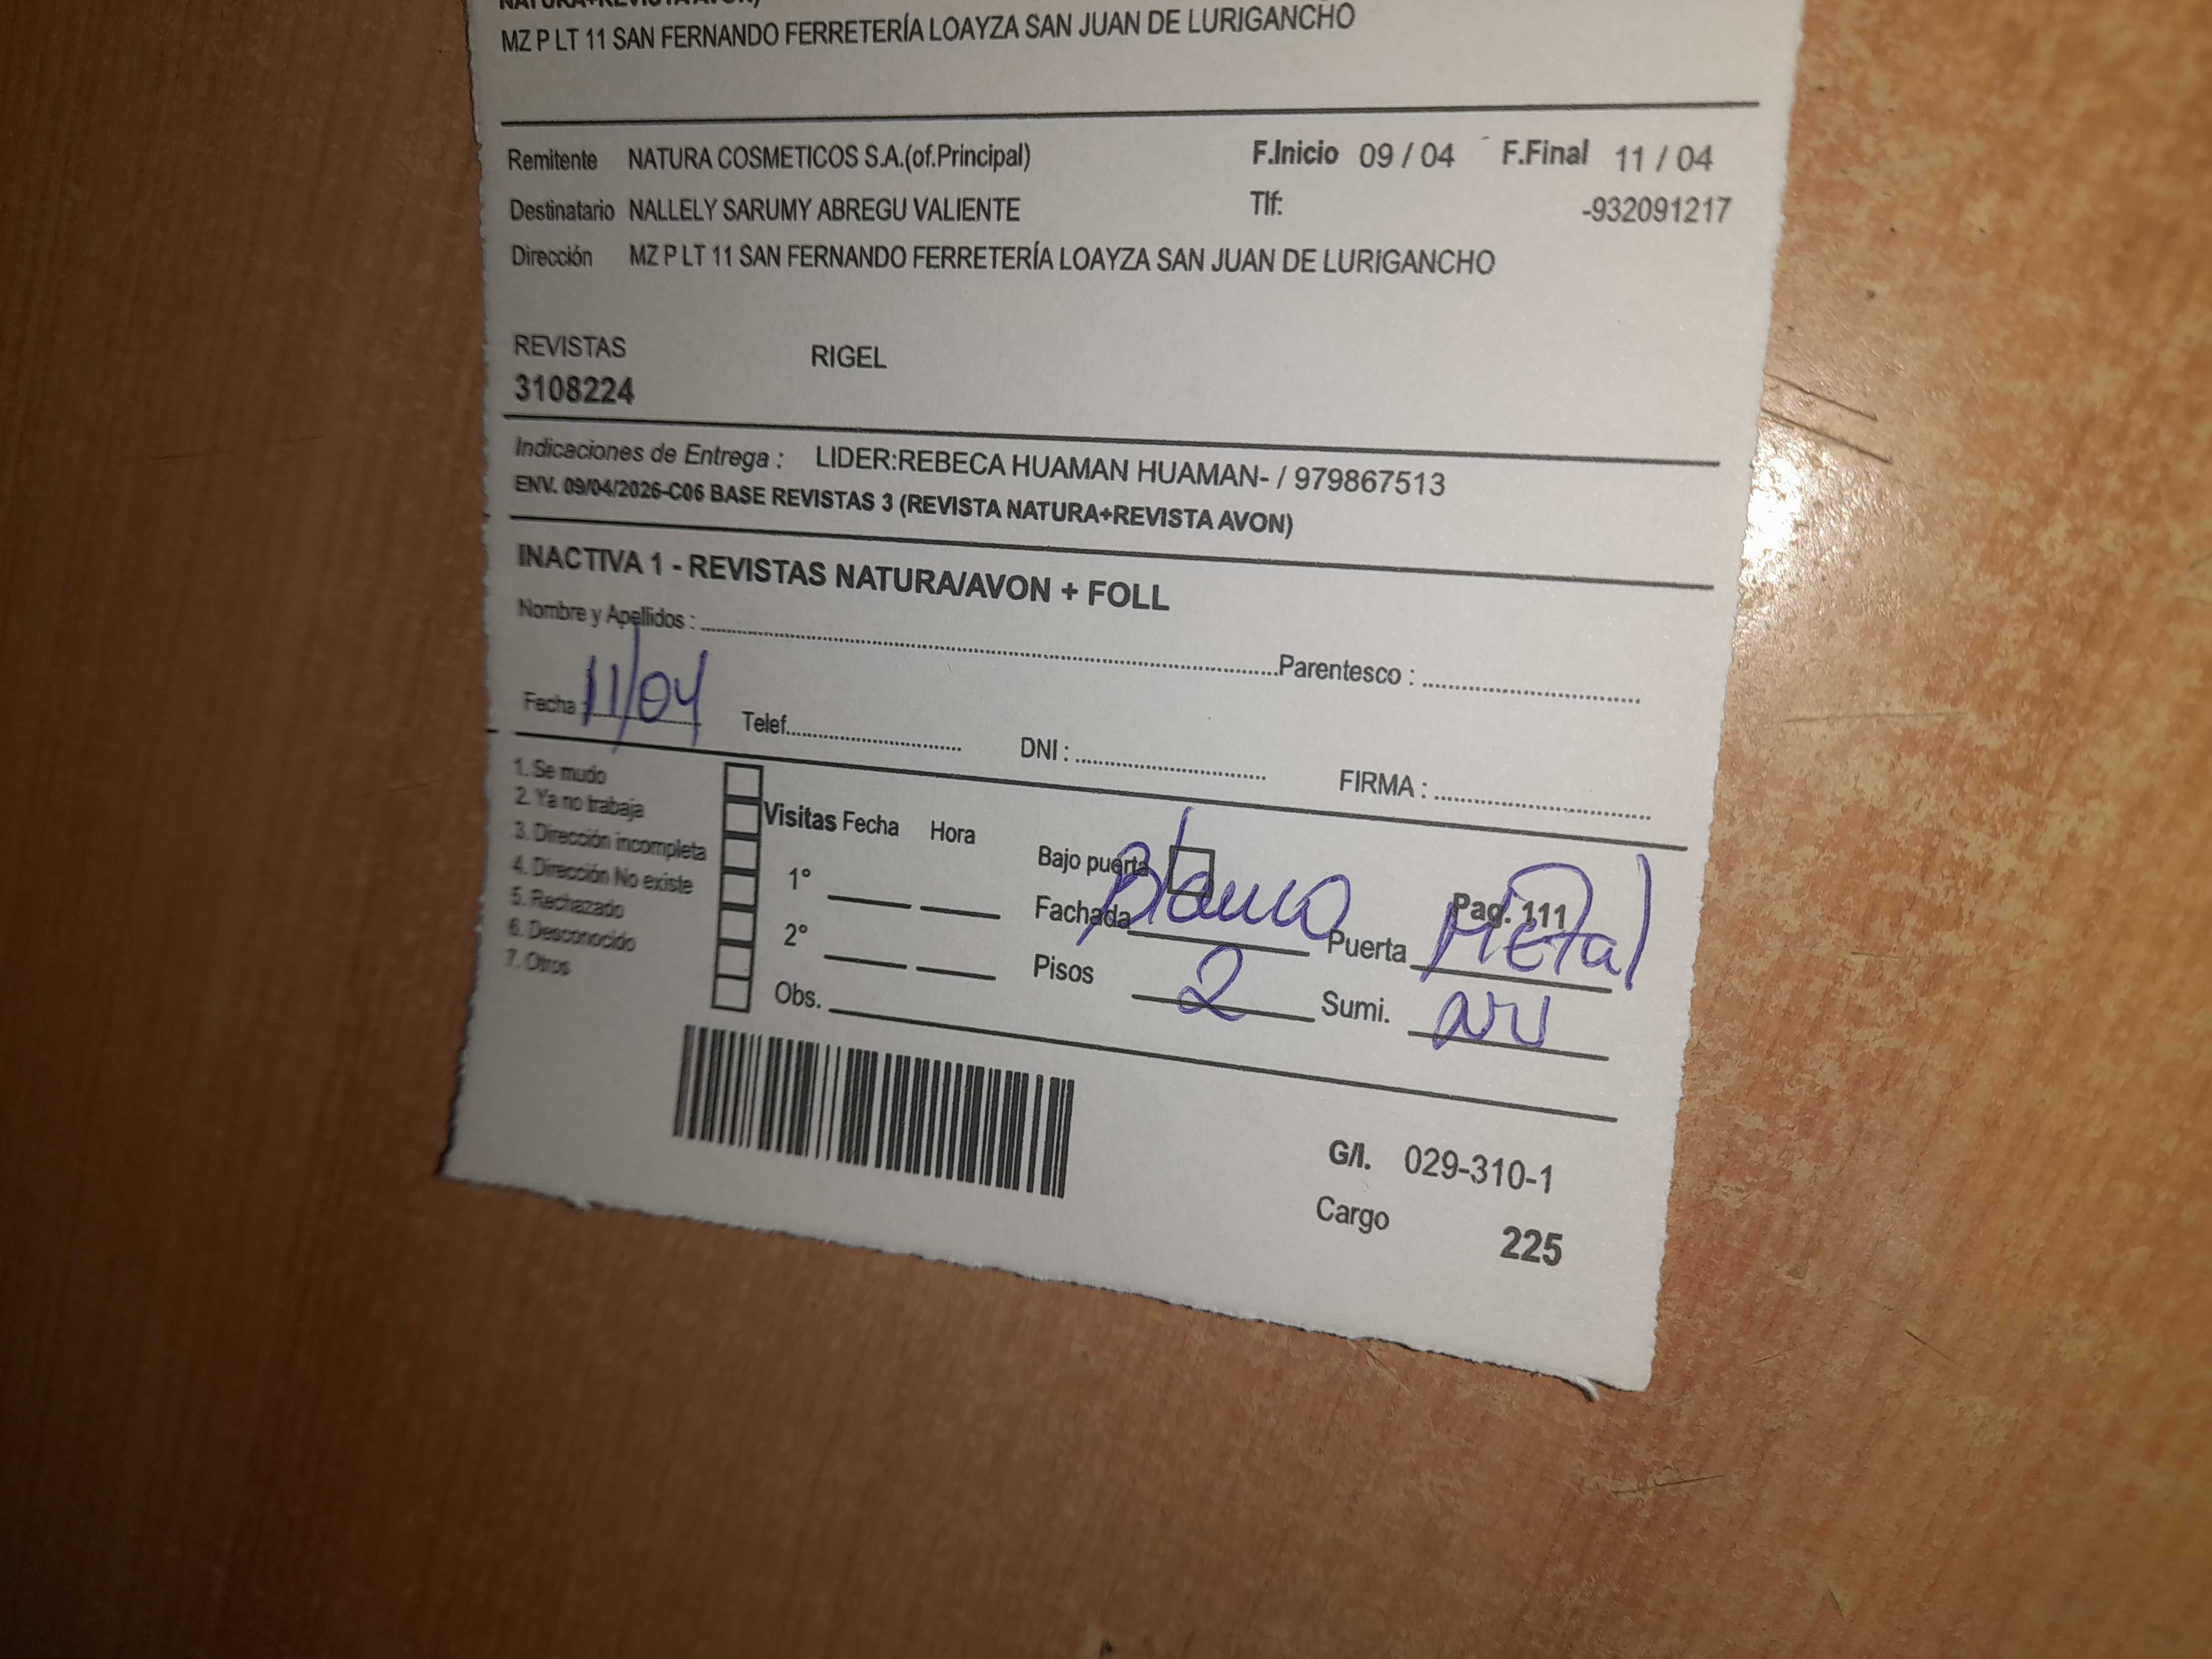 MZ P LT 11 SAN FERNANDO FERRETERÍA LOAYZA SAN JUAN DE LURIGANCHO
Remitente NATURA COSMETICOS S.A.(of.Principal) F.Inicio 09 / 04 F.Final 11 / 04
Destinatario NALLELY SARUMY ABREGU VALIENTE Tlf: -932091217
Dirección MZ P LT 11 SAN FERNANDO FERRETERÍA LOAYZA SAN JUAN DE LURIGANCHO
REVISTAS RIGEL
3108224
Indicaciones de Entrega : LIDER:REBECA HUAMAN HUAMAN- / 979867513
ENV. 09/04/2026-C06 BASE REVISTAS 3 (REVISTA NATURA+REVISTA AVON)
INACTIVA 1 - REVISTAS NATURA/AVON + FOLL
Nombre y Apellidos : Parentesco :
Fecha : 11/04 Telef. DNI : FIRMA :
1. Se mudo
2. Ya no trabaja
3. Dirección incompleta
4. Dirección No existe
5. Rechazado
6. Desconocido
7. Otros
Visitas Fecha Hora
1°
2°
Obs.
Bajo puerta Pag. 111
Fachada blanco Puerta Metal
Pisos 2 Sumi.
G/I. 029-310-1
Cargo 225